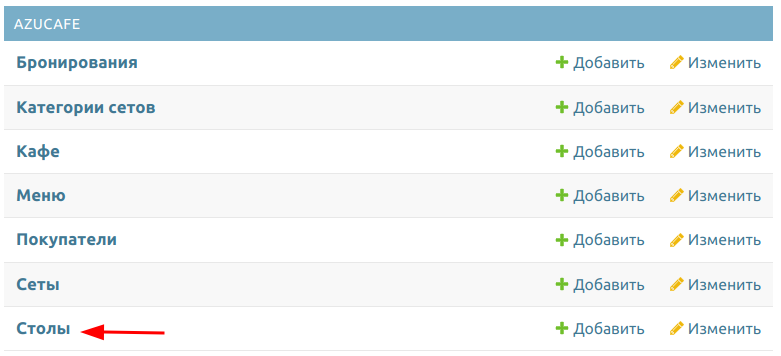 AZUCAFE
Бронирования Добавить Изменить
Категории сетов Добавить Изменить
Кафе Добавить Изменить
Меню Добавить Изменить
Покупатели Добавить Изменить
Сеты Добавить Изменить
Столы Добавить Изменить